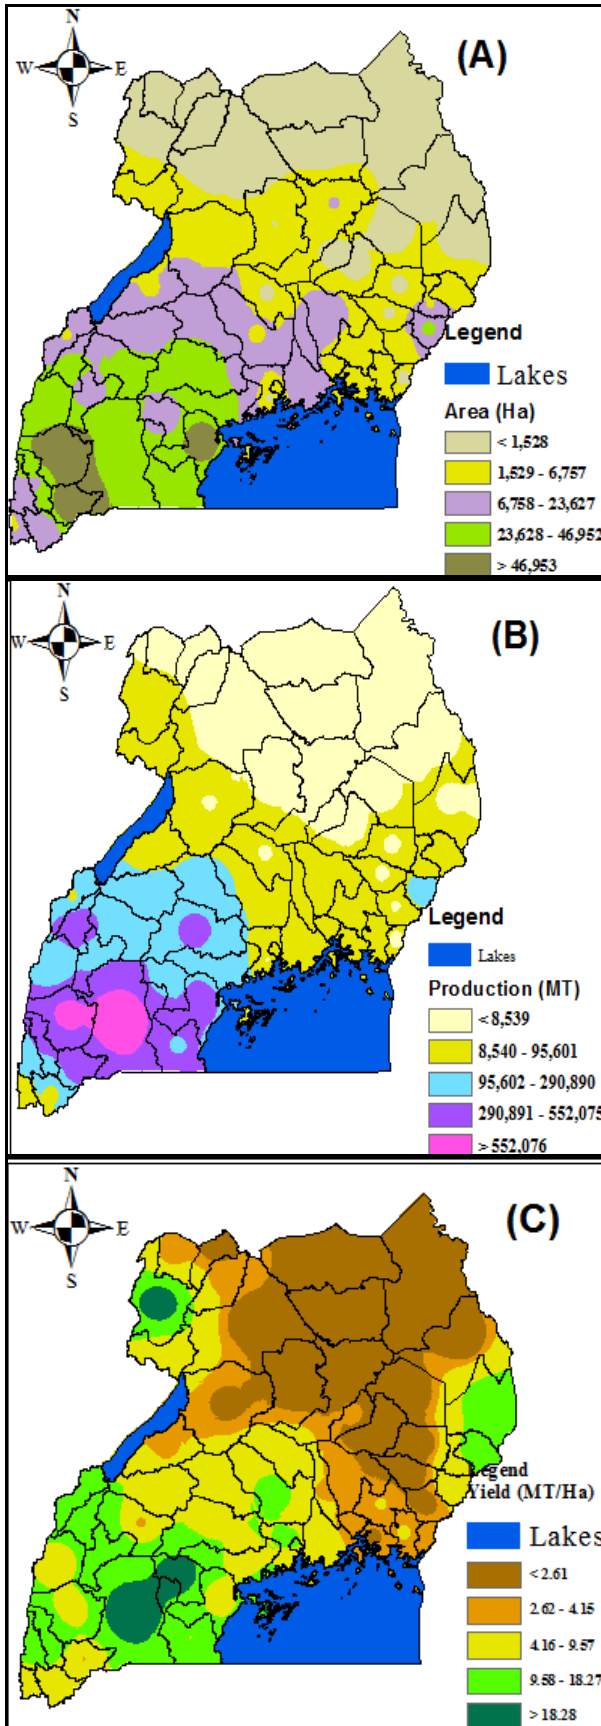 N
(A)
W E
S
Legend
Lakes
Area (Ha)
< 1,528
1,529 - 6,757
6,758 - 23,627
23,628 - 46,952
> 46,953
N
(B)
W E
S
Legend
Lakes
Production (MT)
< 8,539
8,540 - 95,601
95,602 - 290,890
290,891 - 552,075
> 552,076
N
(C)
W E
S
Legend
Yield (MT/Ha)
Lakes
< 2.61
2.62 - 4.15
4.16 - 9.57
9.58 - 18.27
> 18.28